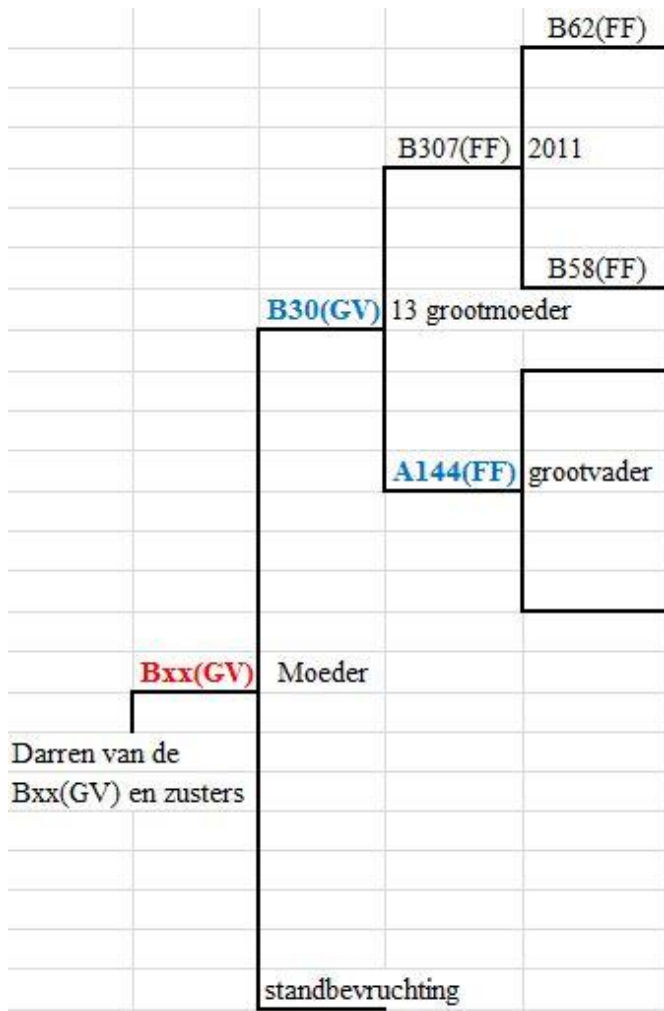 B62(FF)
B307(FF) 2011
B58(FF)
B30(GV) 13 grootmoeder
A144(FF) grootvader
Bxx(GV) Moeder
Darren van de
Bxx(GV) en zusters
standbevruchting